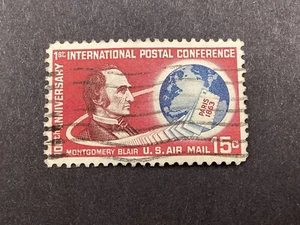 100th ANNIVERSARY
1st INTERNATIONAL POSTAL CONFERENCE
PARIS
1863
15¢
MONTGOMERY BLAIR U.S. AIR MAIL